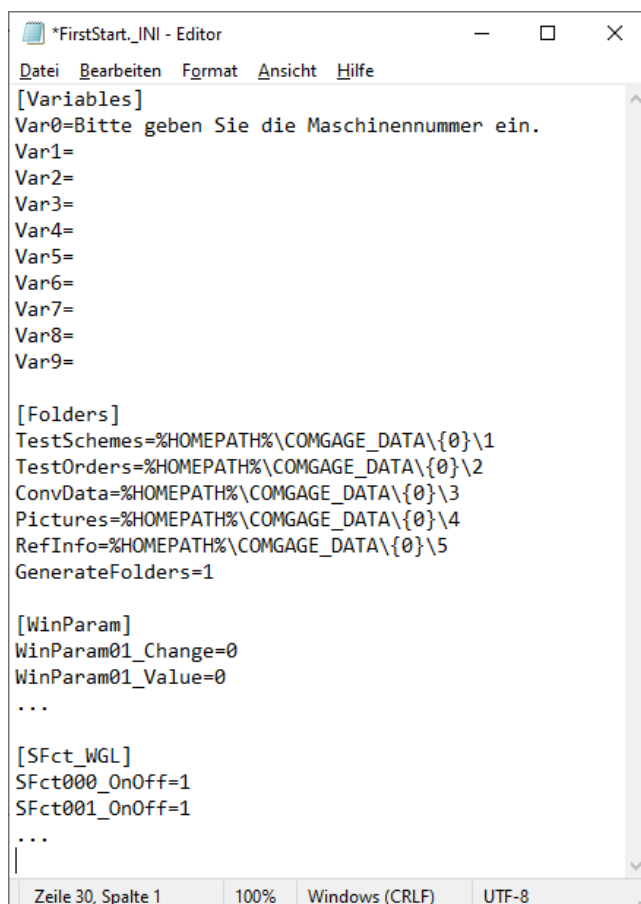 *FirstStart._INI - Editor
Datei Bearbeiten Format Ansicht Hilfe
[Variables]
Var0=Bitte geben Sie die Maschinennummer ein.
Var1=
Var2=
Var3=
Var4=
Var5=
Var6=
Var7=
Var8=
Var9=
[Folders]
TestSchemes=%HOMEPATH%\COMGAGE_DATA\{0}\1
TestOrders=%HOMEPATH%\COMGAGE_DATA\{0}\2
ConvData=%HOMEPATH%\COMGAGE_DATA\{0}\3
Pictures=%HOMEPATH%\COMGAGE_DATA\{0}\4
RefInfo=%HOMEPATH%\COMGAGE_DATA\{0}\5
GenerateFolders=1
[WinParam]
WinParam01_Change=0
WinParam01_Value=0
...
[SFct_WGL]
SFct000_OnOff=1
SFct001_OnOff=1
...
Zeile 30, Spalte 1 100% Windows (CRLF) UTF-8